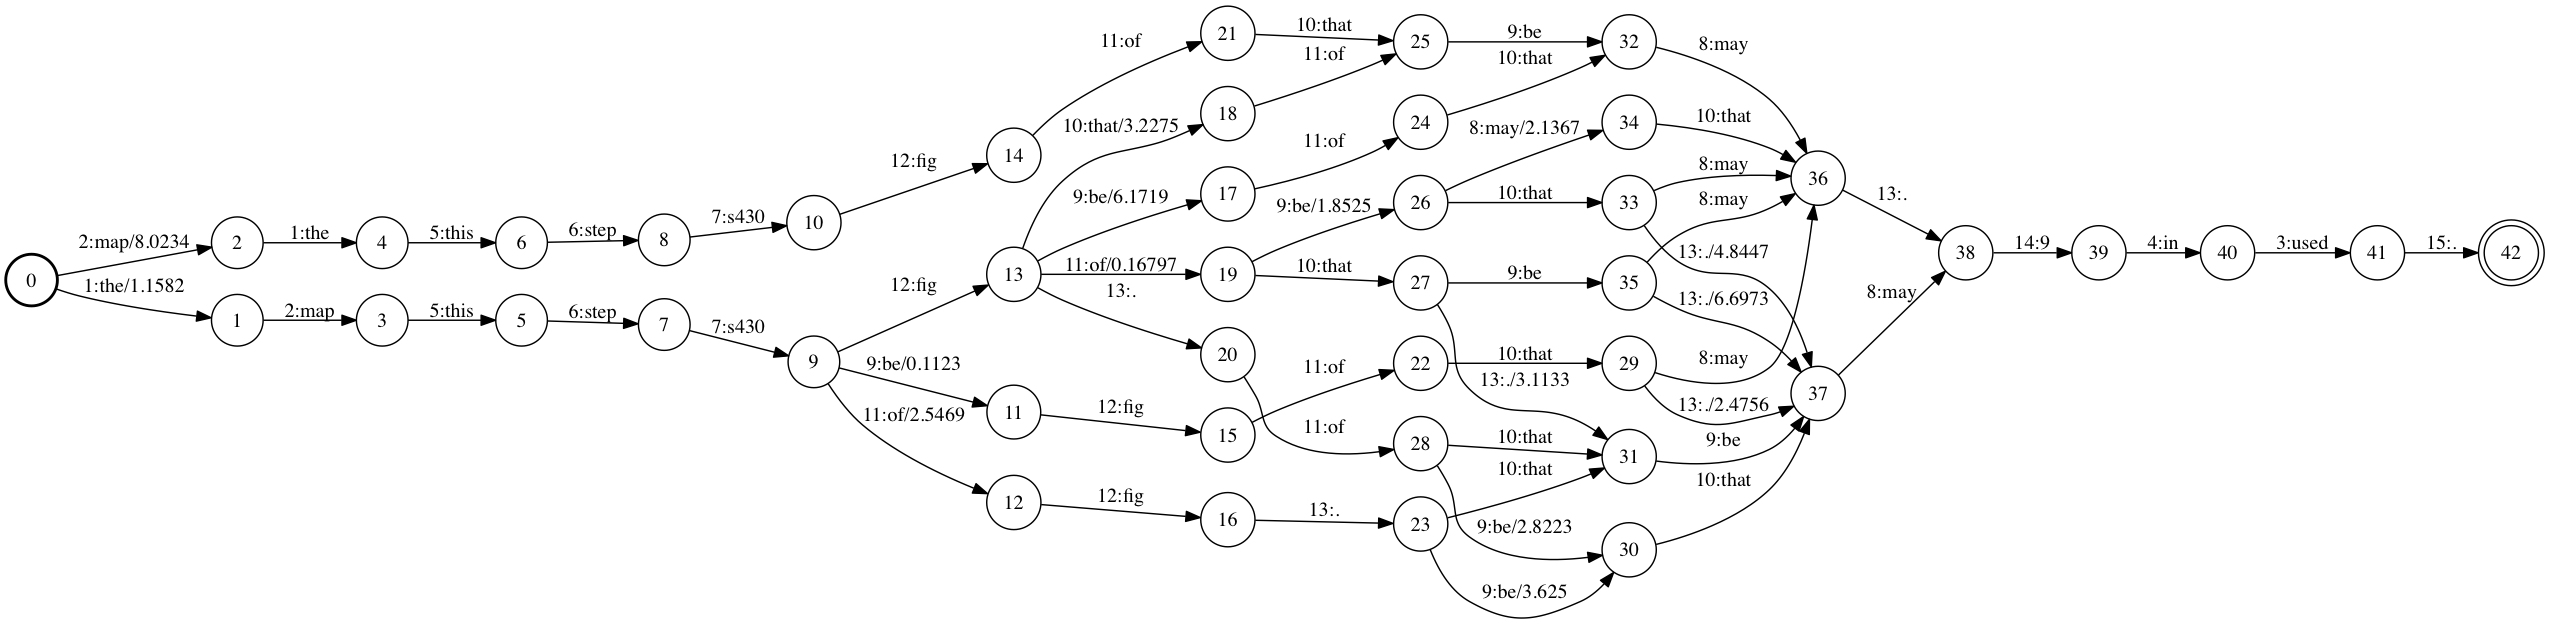 11:of
21
10:that
25
9:be
32
8:may
11:of
10:that
10:that/3.2275
18
24
8:may/2.1367
34
10:that
14
12:fig
11:of
8:may
9:be/6.1719
17
9:be/1.8525
26
10:that
33
8:may
36
13:.
2:map/8.0234
2
1:the
4
5:this
6
6:step
8
7:s430
10
0
1:the/1.1582
1
2:map
3
5:this
5
6:step
7
7:s430
9
12:fig
13
11:of/0.16797
13:.
19
10:that
27
9:be
35
13:./4.8447
13:./6.6973
8:may
38
14:9
39
4:in
40
3:used
41
15:.
42
9:be/0.1123
11:of/2.5469
11
12:fig
20
11:of
22
10:that
13:./3.1133
29
8:may
13:./2.4756
37
15
11:of
28
10:that
10:that
31
9:be
10:that
12
12:fig
16
13:.
23
9:be/2.8223
30
9:be/3.625